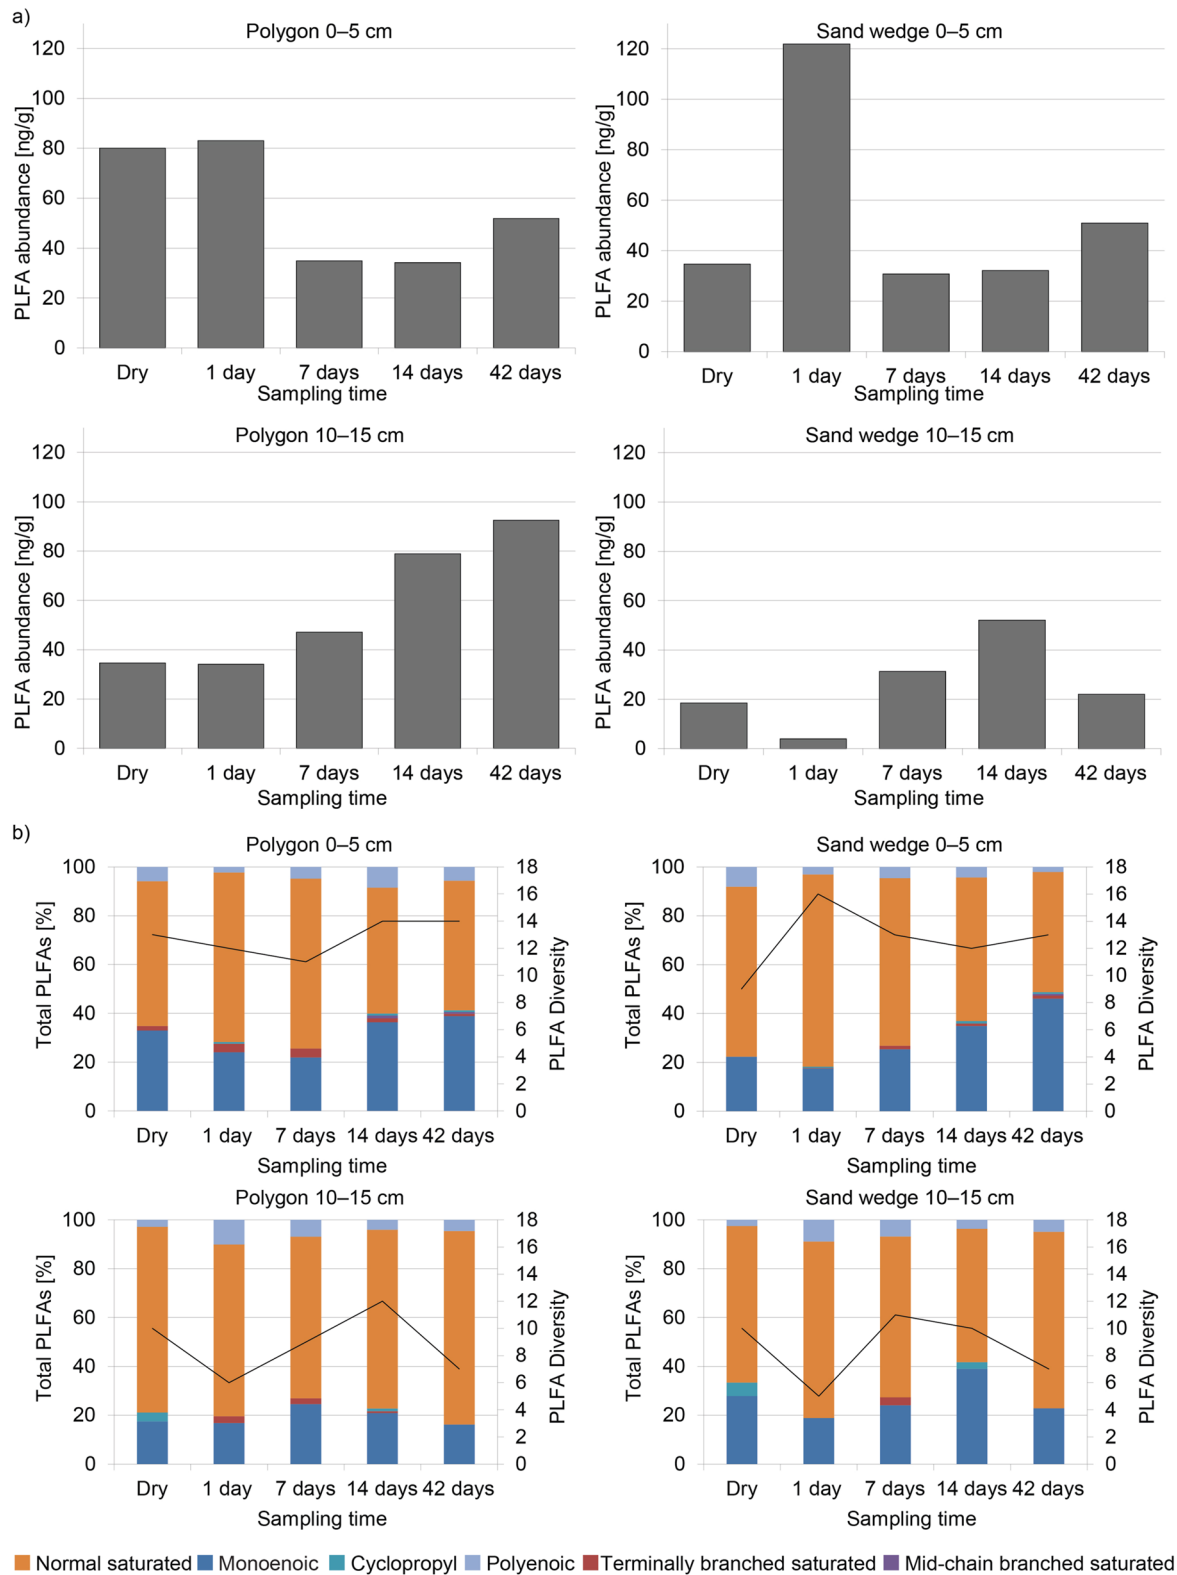 a)
Polygon 0–5 cm
PLFA abundance [ng/g]
120
100
80
60
40
20
0
Dry 1 day 7 days 14 days 42 days
Sampling time
Sand wedge 0–5 cm
PLFA abundance [ng/g]
120
100
80
60
40
20
0
Dry 1 day 7 days 14 days 42 days
Sampling time
Polygon 10–15 cm
PLFA abundance [ng/g]
120
100
80
60
40
20
0
Dry 1 day 7 days 14 days 42 days
Sampling time
Sand wedge 10–15 cm
PLFA abundance [ng/g]
120
100
80
60
40
20
0
Dry 1 day 7 days 14 days 42 days
Sampling time
b)
Polygon 0–5 cm
Total PLFAs [%]
100
80
60
40
20
0
18
16
14
12
10
8
6
4
2
0
PLFA Diversity
Dry 1 day 7 days 14 days 42 days
Sampling time
Sand wedge 0–5 cm
Total PLFAs [%]
100
80
60
40
20
0
18
16
14
12
10
8
6
4
2
0
PLFA Diversity
Dry 1 day 7 days 14 days 42 days
Sampling time
Polygon 10–15 cm
Total PLFAs [%]
100
80
60
40
20
0
18
16
14
12
10
8
6
4
2
0
PLFA Diversity
Dry 1 day 7 days 14 days 42 days
Sampling time
Sand wedge 10–15 cm
Total PLFAs [%]
100
80
60
40
20
0
18
16
14
12
10
8
6
4
2
0
PLFA Diversity
Dry 1 day 7 days 14 days 42 days
Sampling time
Normal saturated Monoenoic Cyclopropyl Polyenoic Terminally branched saturated Mid-chain branched saturated